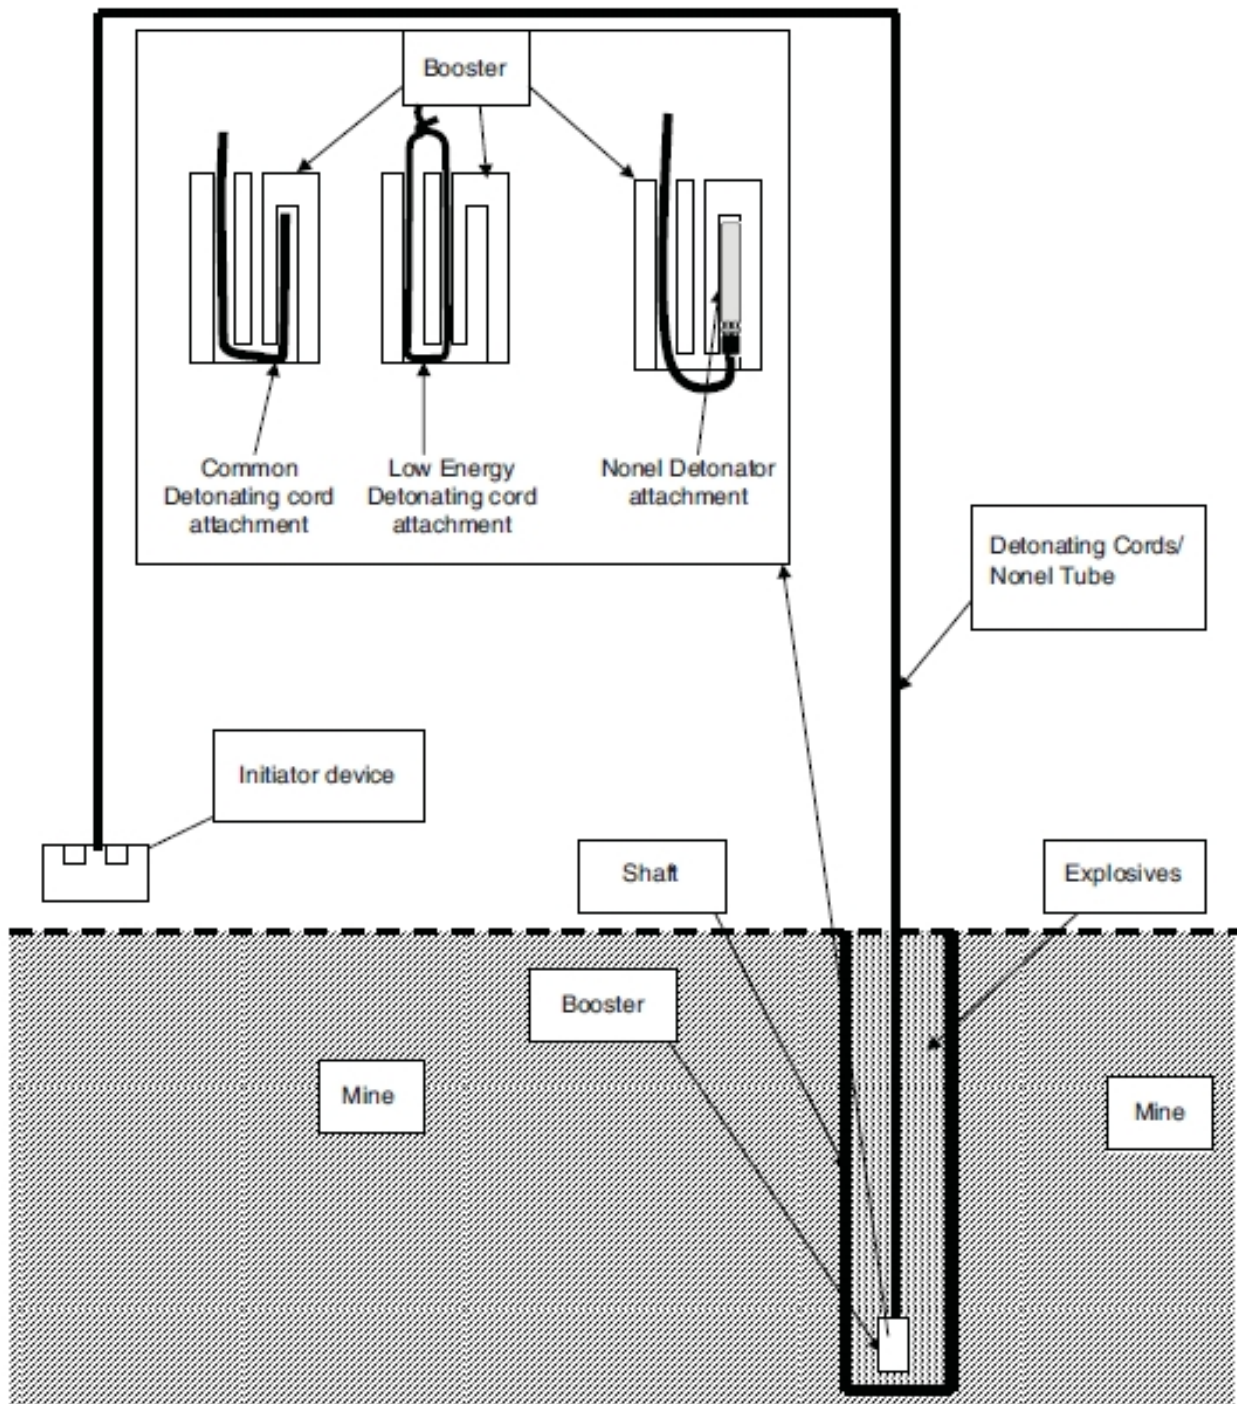 Booster
Common
Detonating cord
attachment
Low Energy
Detonating cord
attachment
Nonel Detonator
attachment
Detonating Cords/
Nonel Tube
Initiator device
Shaft
Explosives
Booster
Mine
Mine